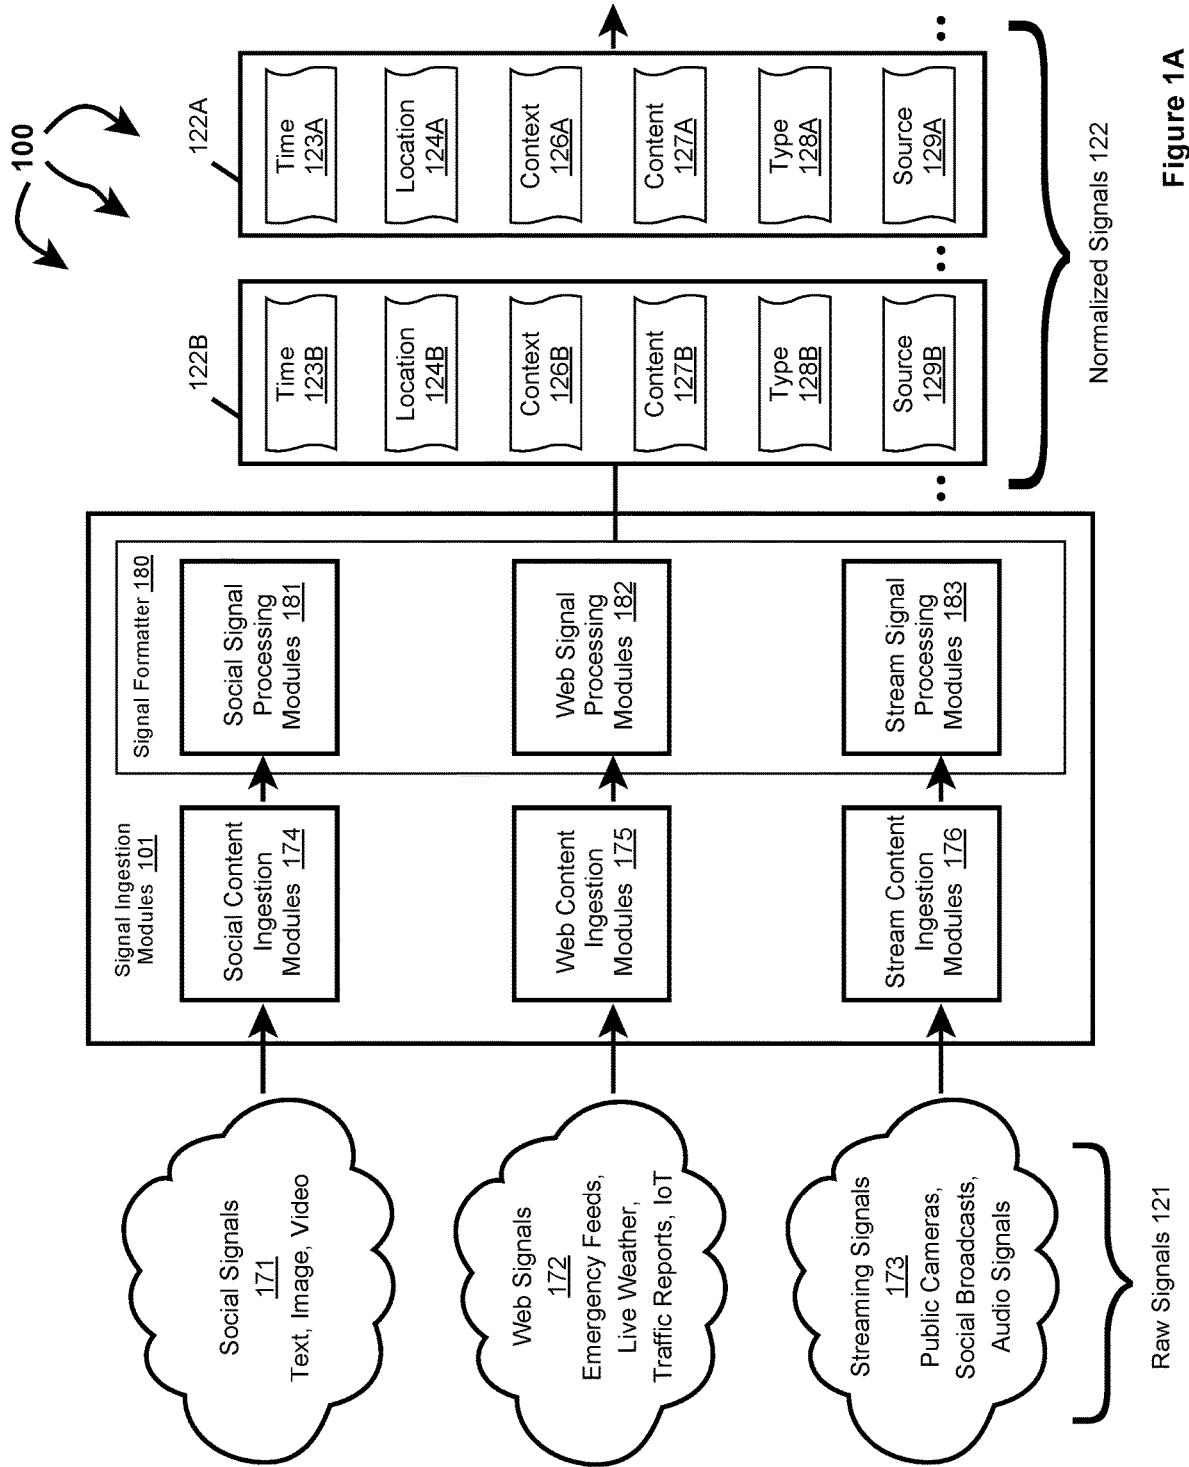 100
Social Signals
171
Text, Image, Video
Web Signals
172
Emergency Feeds,
Live Weather,
Traffic Reports, IoT
Streaming Signals
173
Public Cameras,
Social Broadcasts,
Audio Signals
Raw Signals 121
Signal Ingestion
Modules 101
Social Content
Ingestion
Modules 174
Web Content
Ingestion
Modules 175
Stream Content
Ingestion
Modules 176
Signal Formatter 180
Social Signal
Processing
Modules 181
Web Signal
Processing
Modules 182
Stream Signal
Processing
Modules 183
122B
Time
123B
Location
124B
Context
126B
Content
127B
Type
128B
Source
129B
122A
Time
123A
Location
124A
Context
126A
Content
127A
Type
128A
Source
129A
Normalized Signals 122
Figure 1A